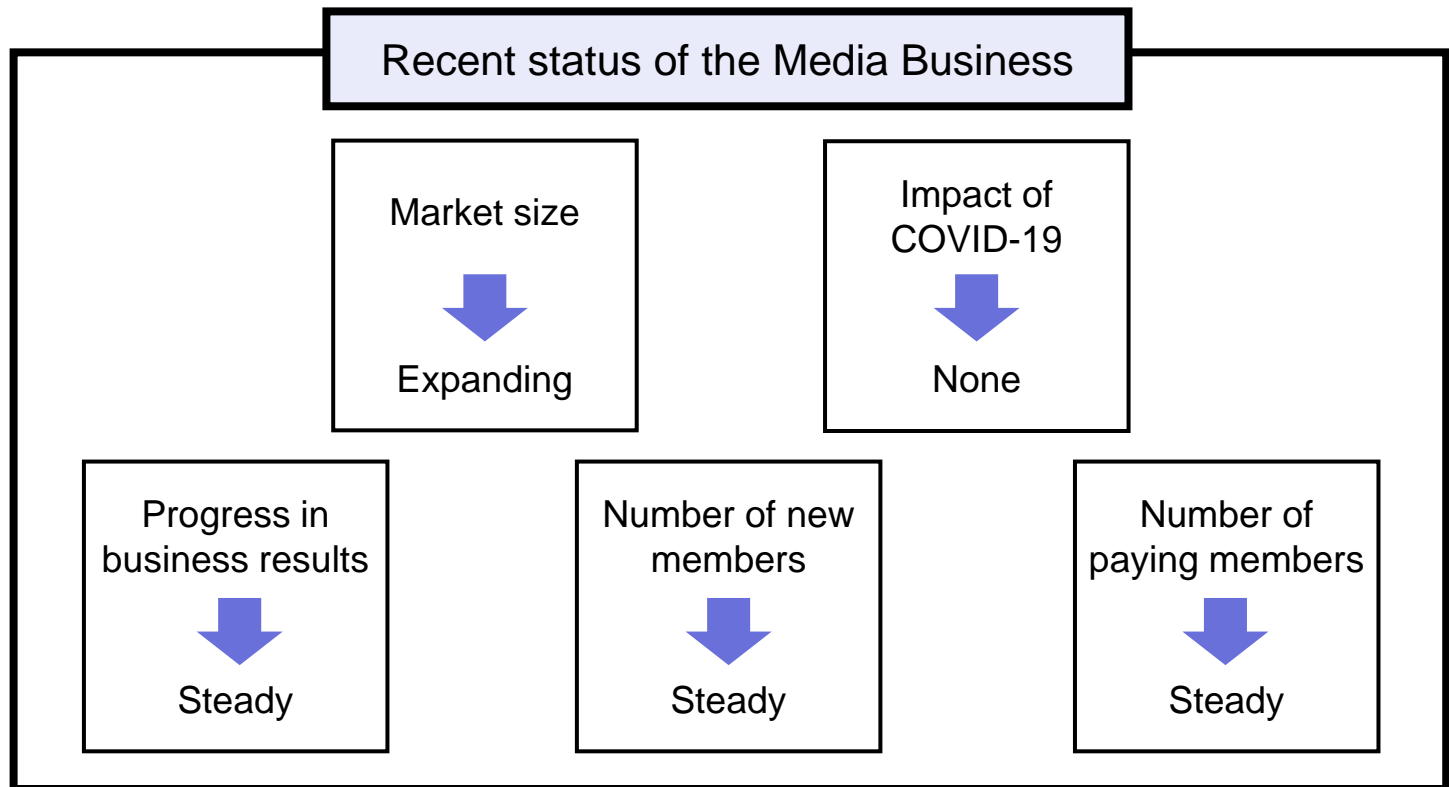 Recent status of the Media Business
Market size
Expanding
Impact of
COVID-19
None
Progress in
business results
Steady
Number of new
members
Steady
Number of
paying members
Steady